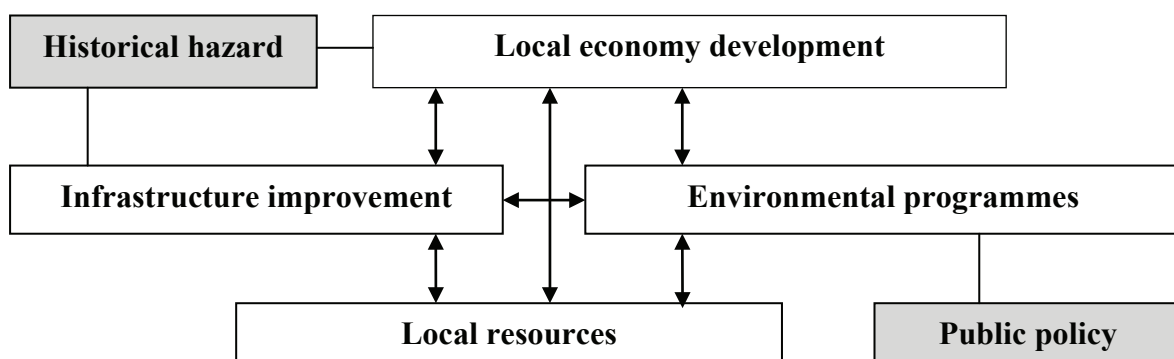 Historical hazard
Local economy development
Infrastructure improvement
Environmental programmes
Local resources
Public policy